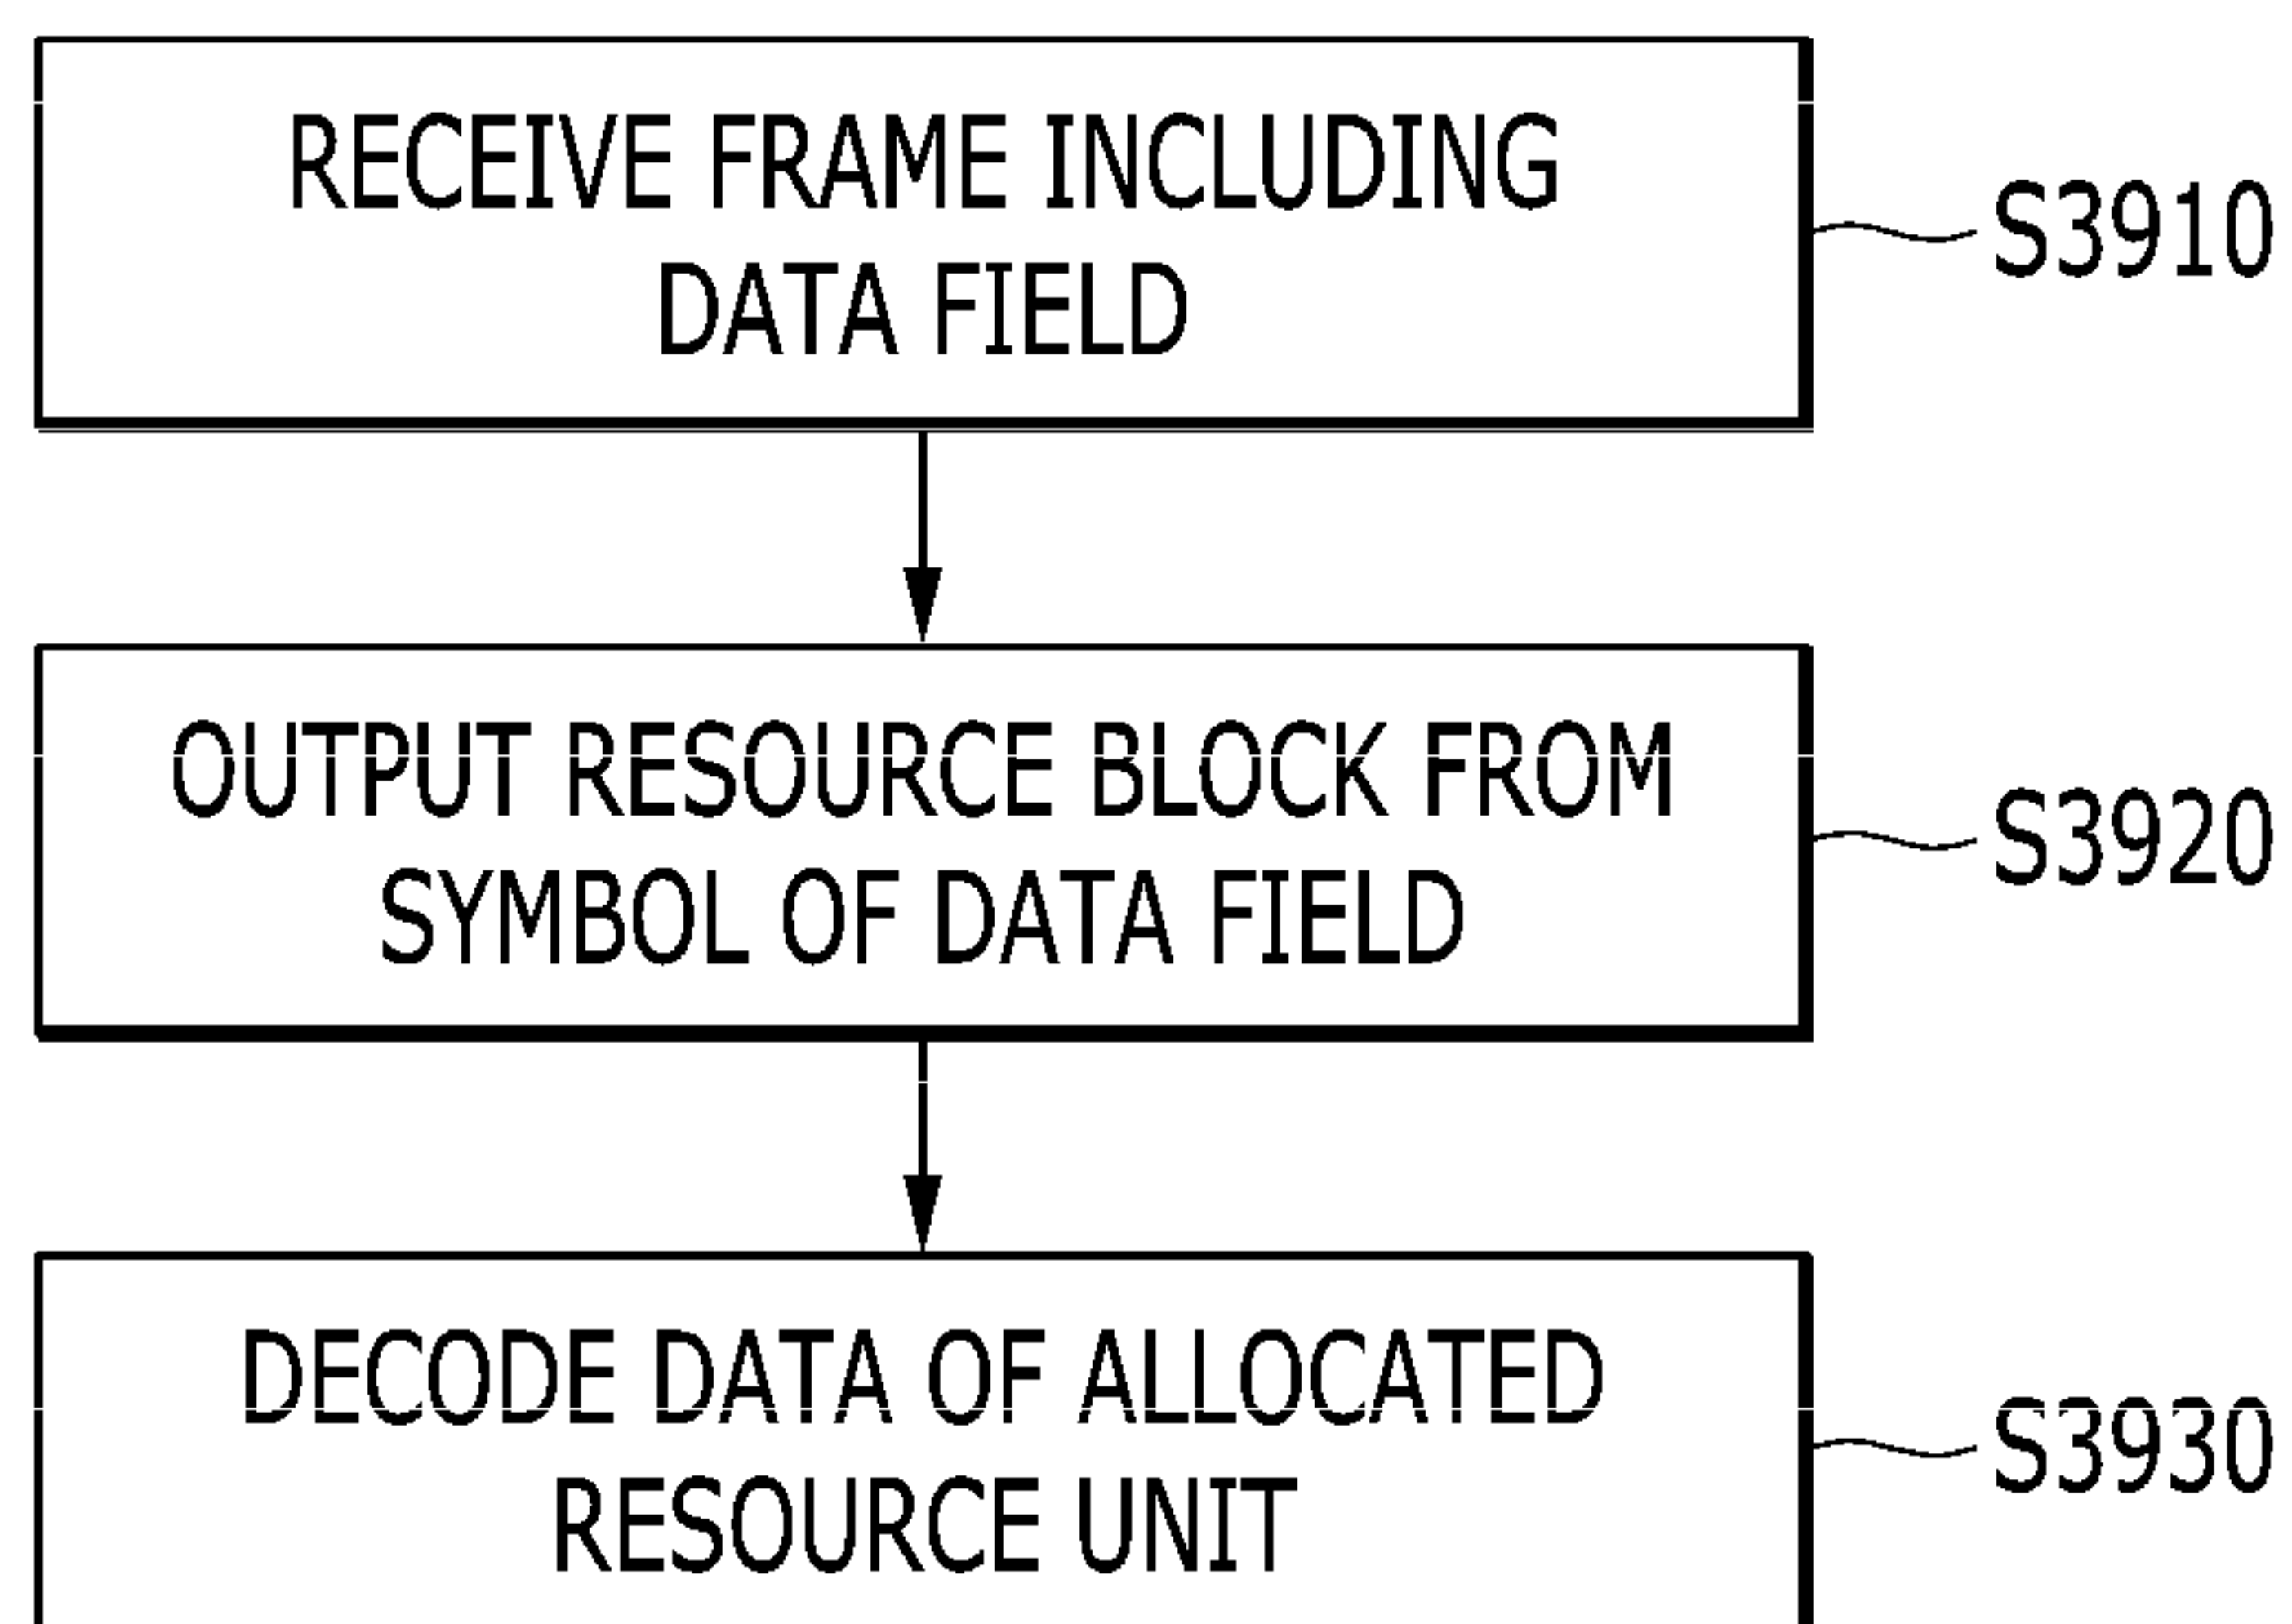 RECEIVE FRAME INCLUDING
DATA FIELD
S3910
OUTPUT RESOURCE BLOCK FROM
SYMBOL OF DATA FIELD
S3920
DECODE DATA OF ALLOCATED
RESOURCE UNIT
S3930